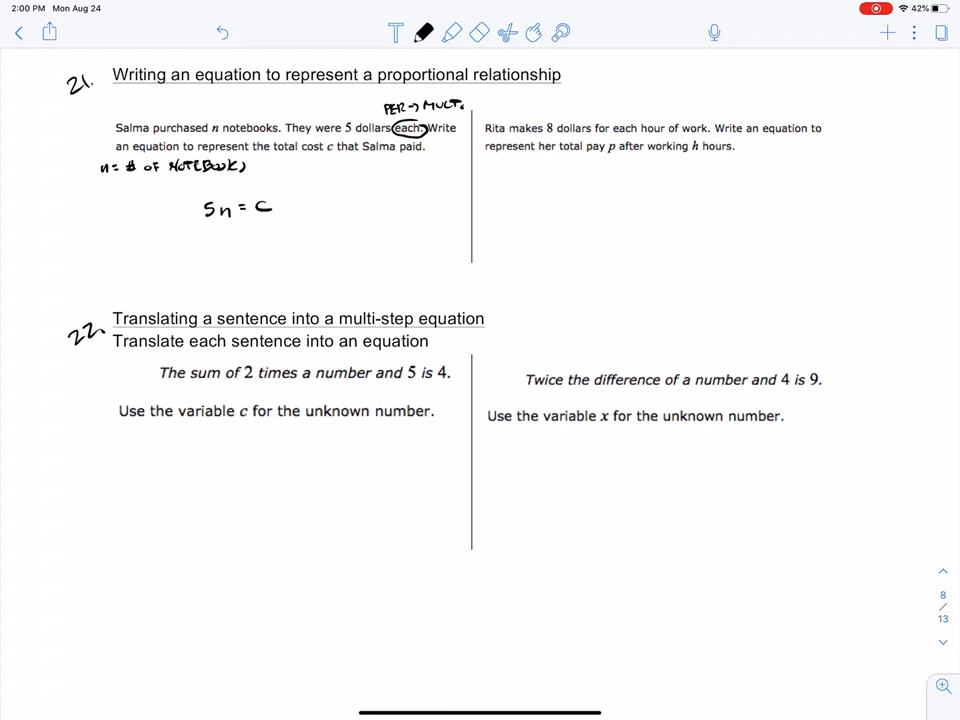 2:00 PM Mon Aug 24
42%
21. Writing an equation to represent a proportional relationship
PER → MULT.
Salma purchased n notebooks. They were 5 dollars each. Write
an equation to represent the total cost c that Salma paid.
n = # OF NOTEBOOKS
5n = c
Rita makes 8 dollars for each hour of work. Write an equation to
represent her total pay p after working h hours.
22. Translating a sentence into a multi-step equation
Translate each sentence into an equation
The sum of 2 times a number and 5 is 4.
Use the variable c for the unknown number.
Twice the difference of a number and 4 is 9.
Use the variable x for the unknown number.
8
/
13